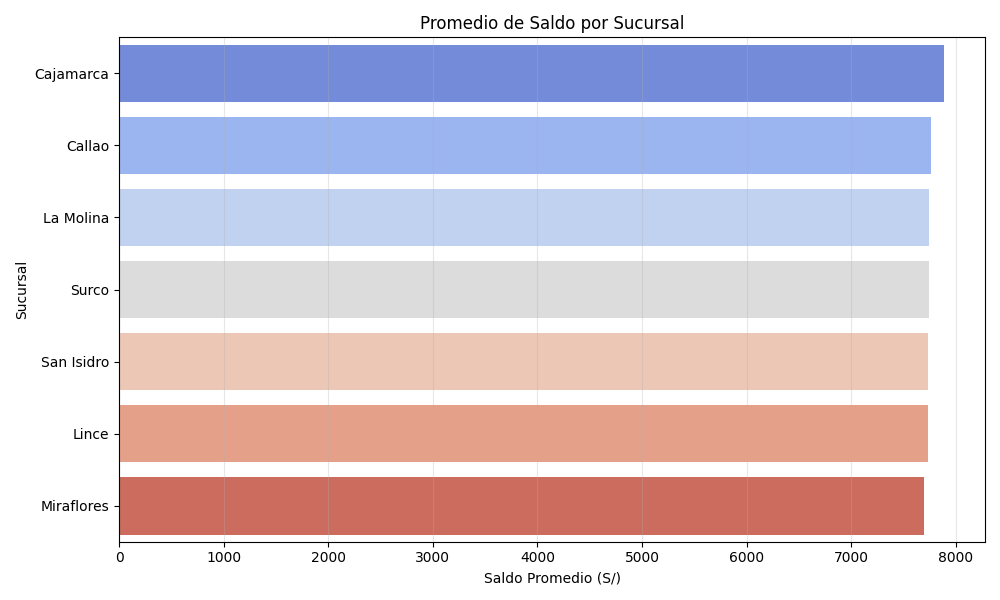 Promedio de Saldo por Sucursal
Sucursal
Cajamarca
Callao
La Molina
Surco
San Isidro
Lince
Miraflores
0 1000 2000 3000 4000 5000 6000 7000 8000
Saldo Promedio (S/)